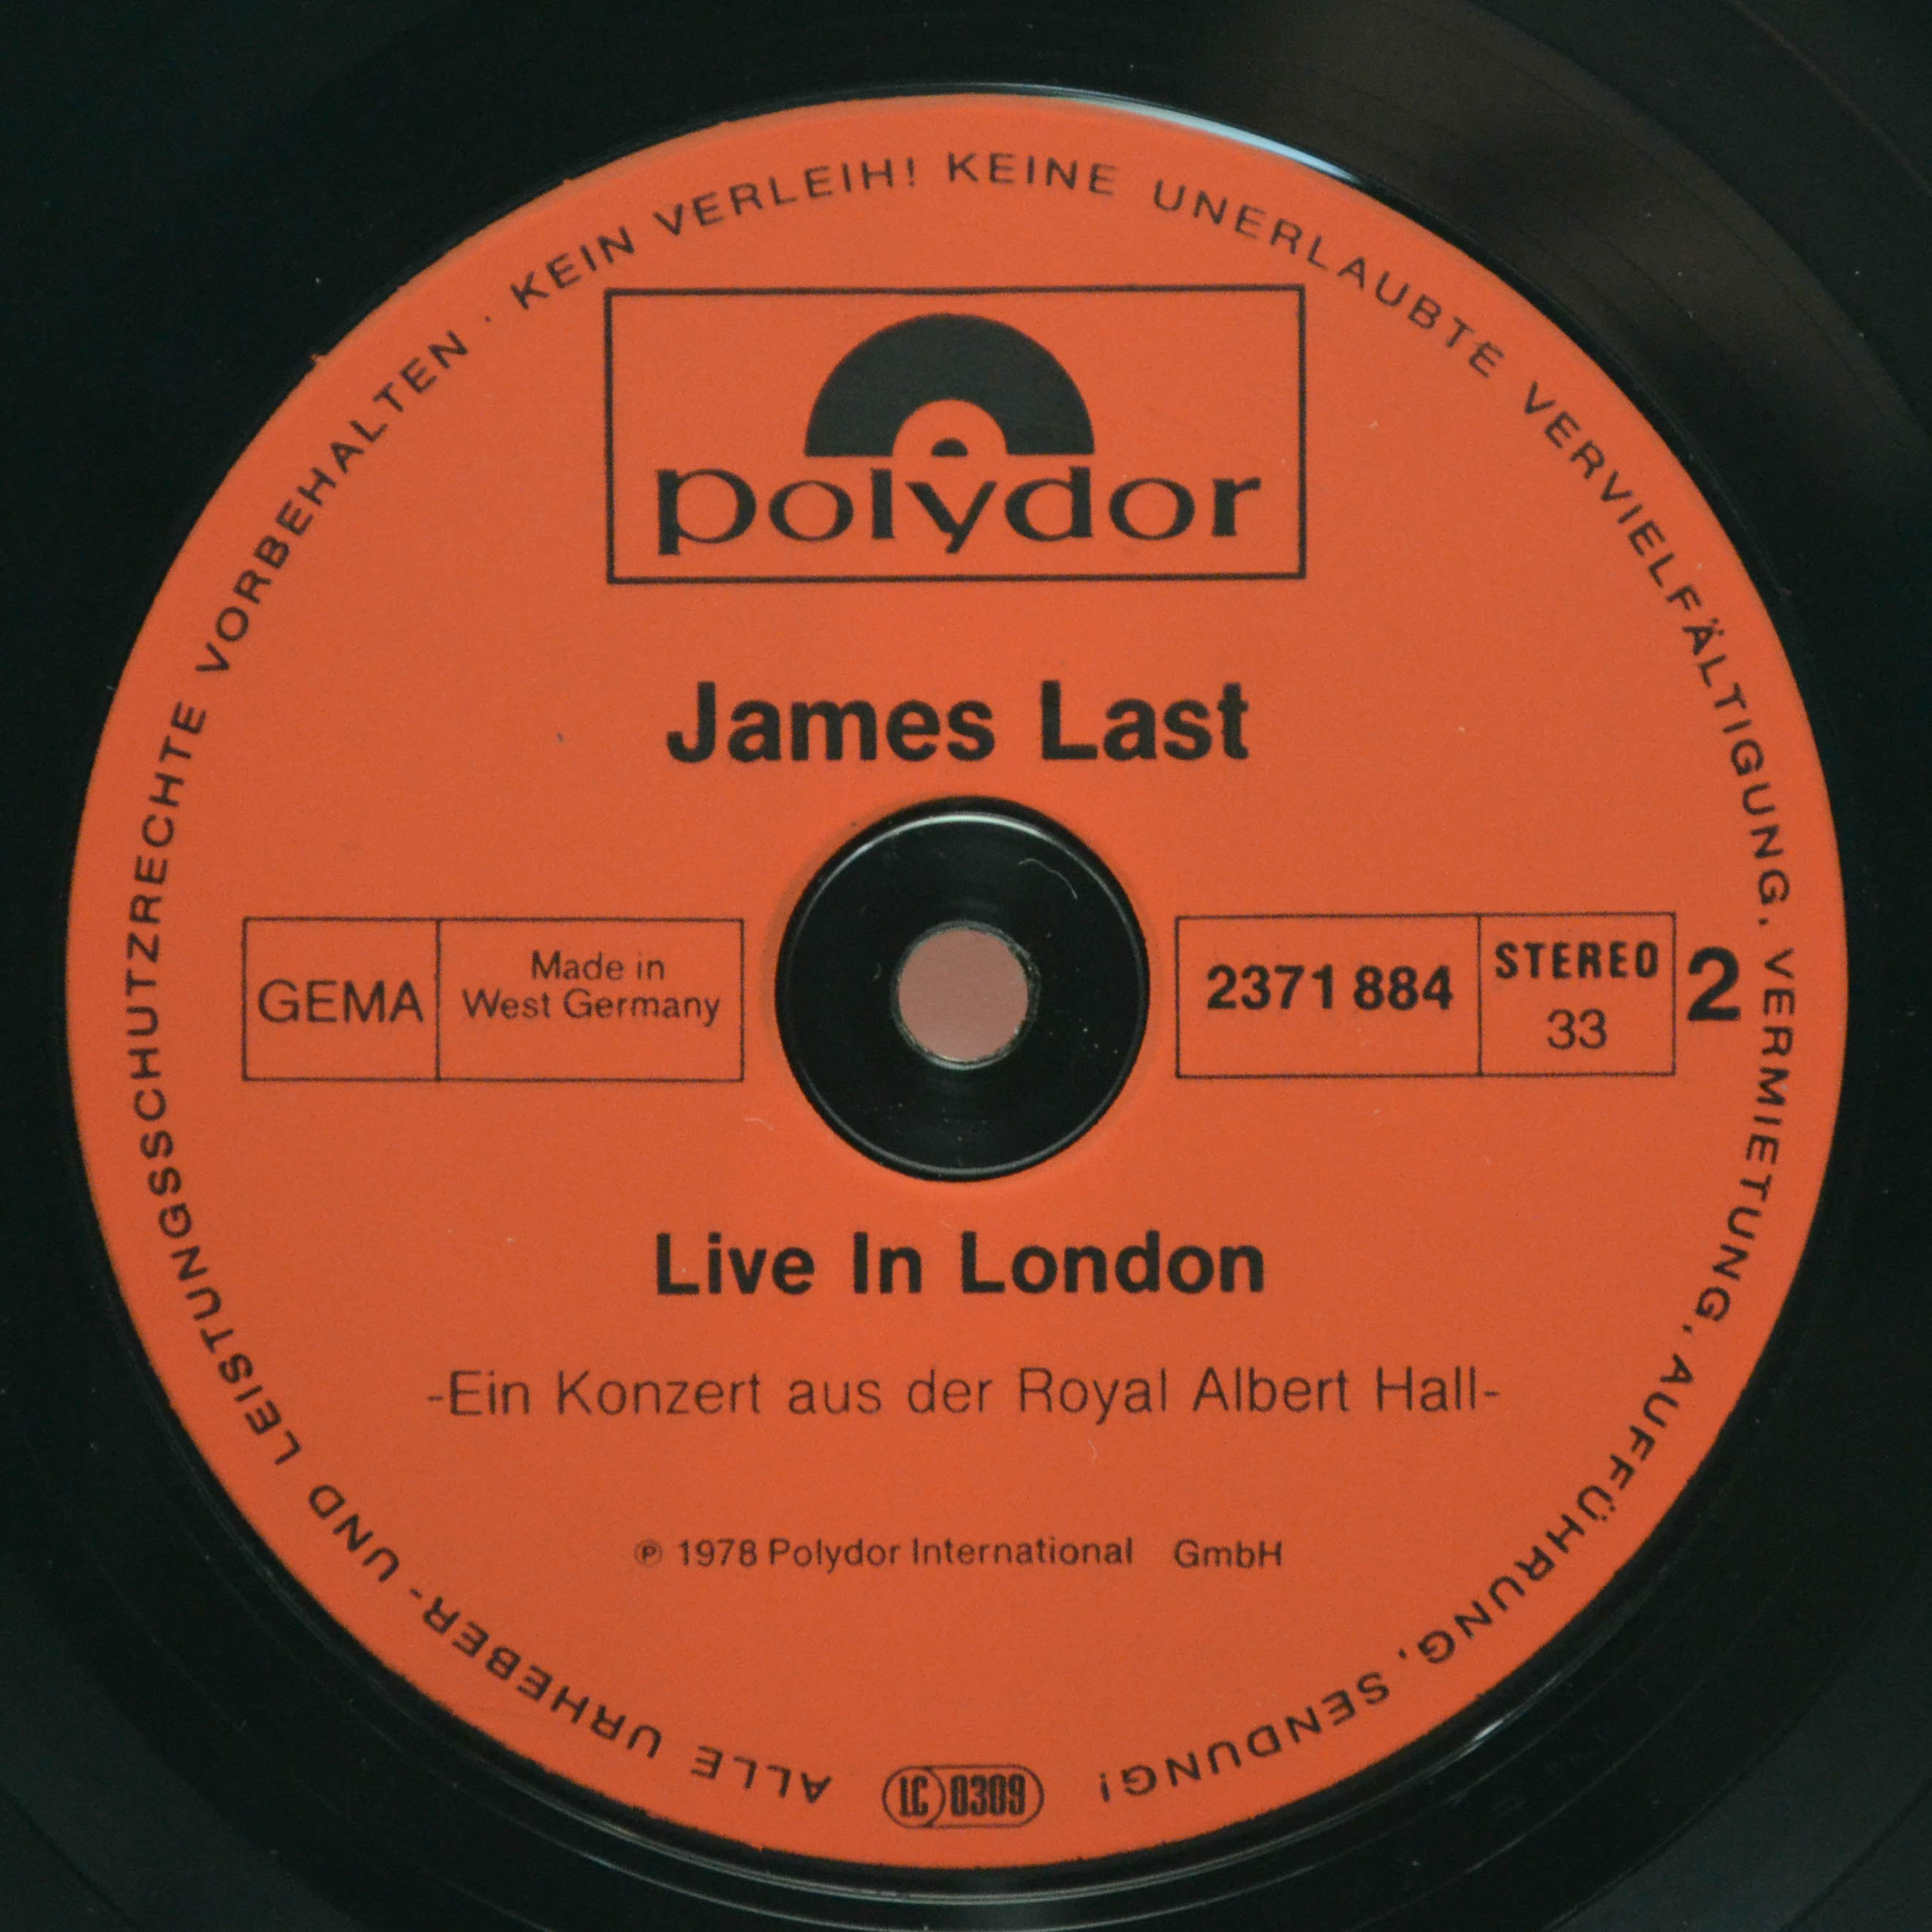 ALLE URHEBER- UND LEISTUNGSSCHUTZRECHTE VORBEHALTEN · KEIN VERLEIH! KEINE UNERLAUBTE VERVIELFÄLTIGUNG, VERMIETUNG, AUFFÜHRUNG, SENDUNG!
polydor
James Last
GEMA
Made in
West Germany
2371 884
STEREO
33
2
Live In London
-Ein Konzert aus der Royal Albert Hall-
℗ 1978 Polydor International GmbH
LC 0309